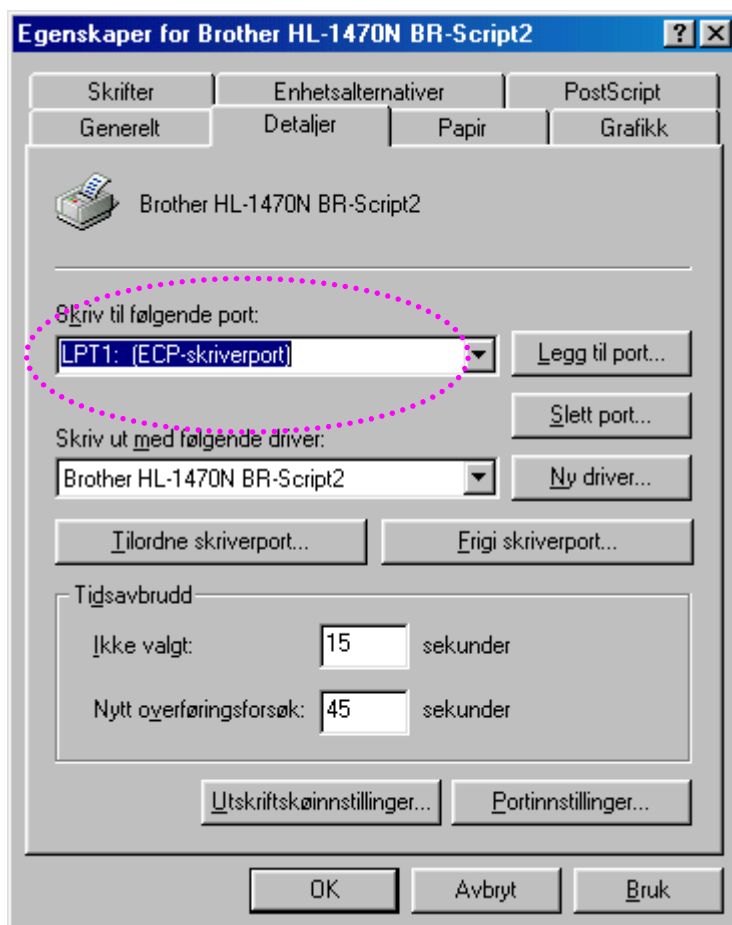 Egenskaper for Brother HL-1470N BR-Script2
Skrifter Enhetsalternativer PostScript
Generelt Detaljer Papir Grafikk
Brother HL-1470N BR-Script2
Skriv til følgende port:
LPT1: (ECP-skriverport) Legg til port...
Slett port...
Skriv ut med følgende driver:
Brother HL-1470N BR-Script2 Ny driver...
Tilordne skriverport... Frigi skriverport...
Tidsavbrudd
Ikke valgt: 15 sekunder
Nytt overføringsforsøk: 45 sekunder
Utskriftskøinnstillinger... Portinnstillinger...
OK Avbryt Bruk